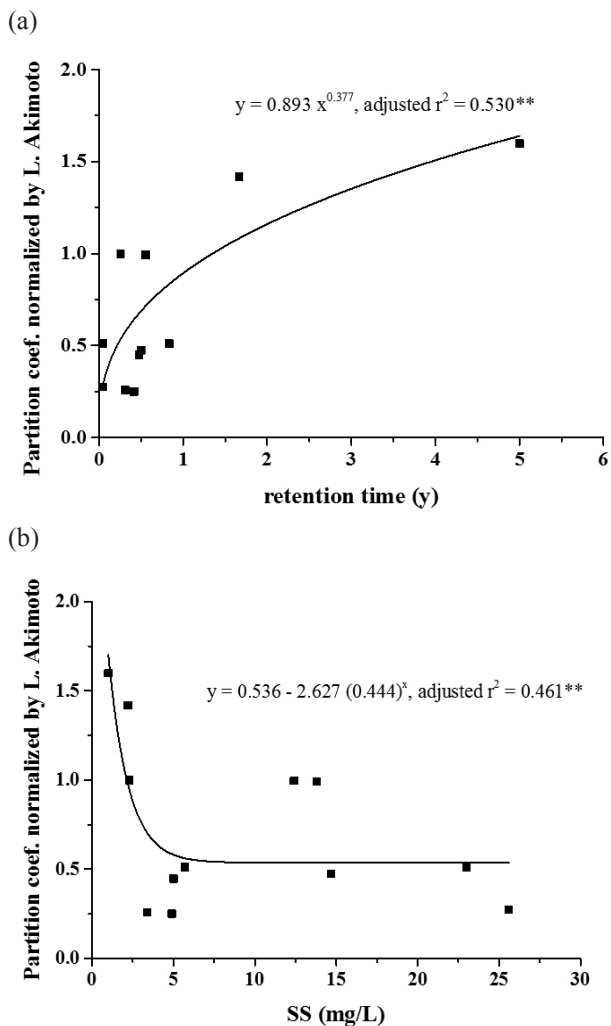 (a)
2.0
y = 0.893 x^0.377, adjusted r² = 0.530**
1.5
1.0
0.5
0.0
Partition coef. normalized by L. Akimoto
0 1 2 3 4 5 6
retention time (y)
(b)
2.0
1.5
y = 0.536 - 2.627 (0.444)^x, adjusted r² = 0.461**
1.0
0.5
0.0
Partition coef. normalized by L. Akimoto
0 5 10 15 20 25 30
SS (mg/L)